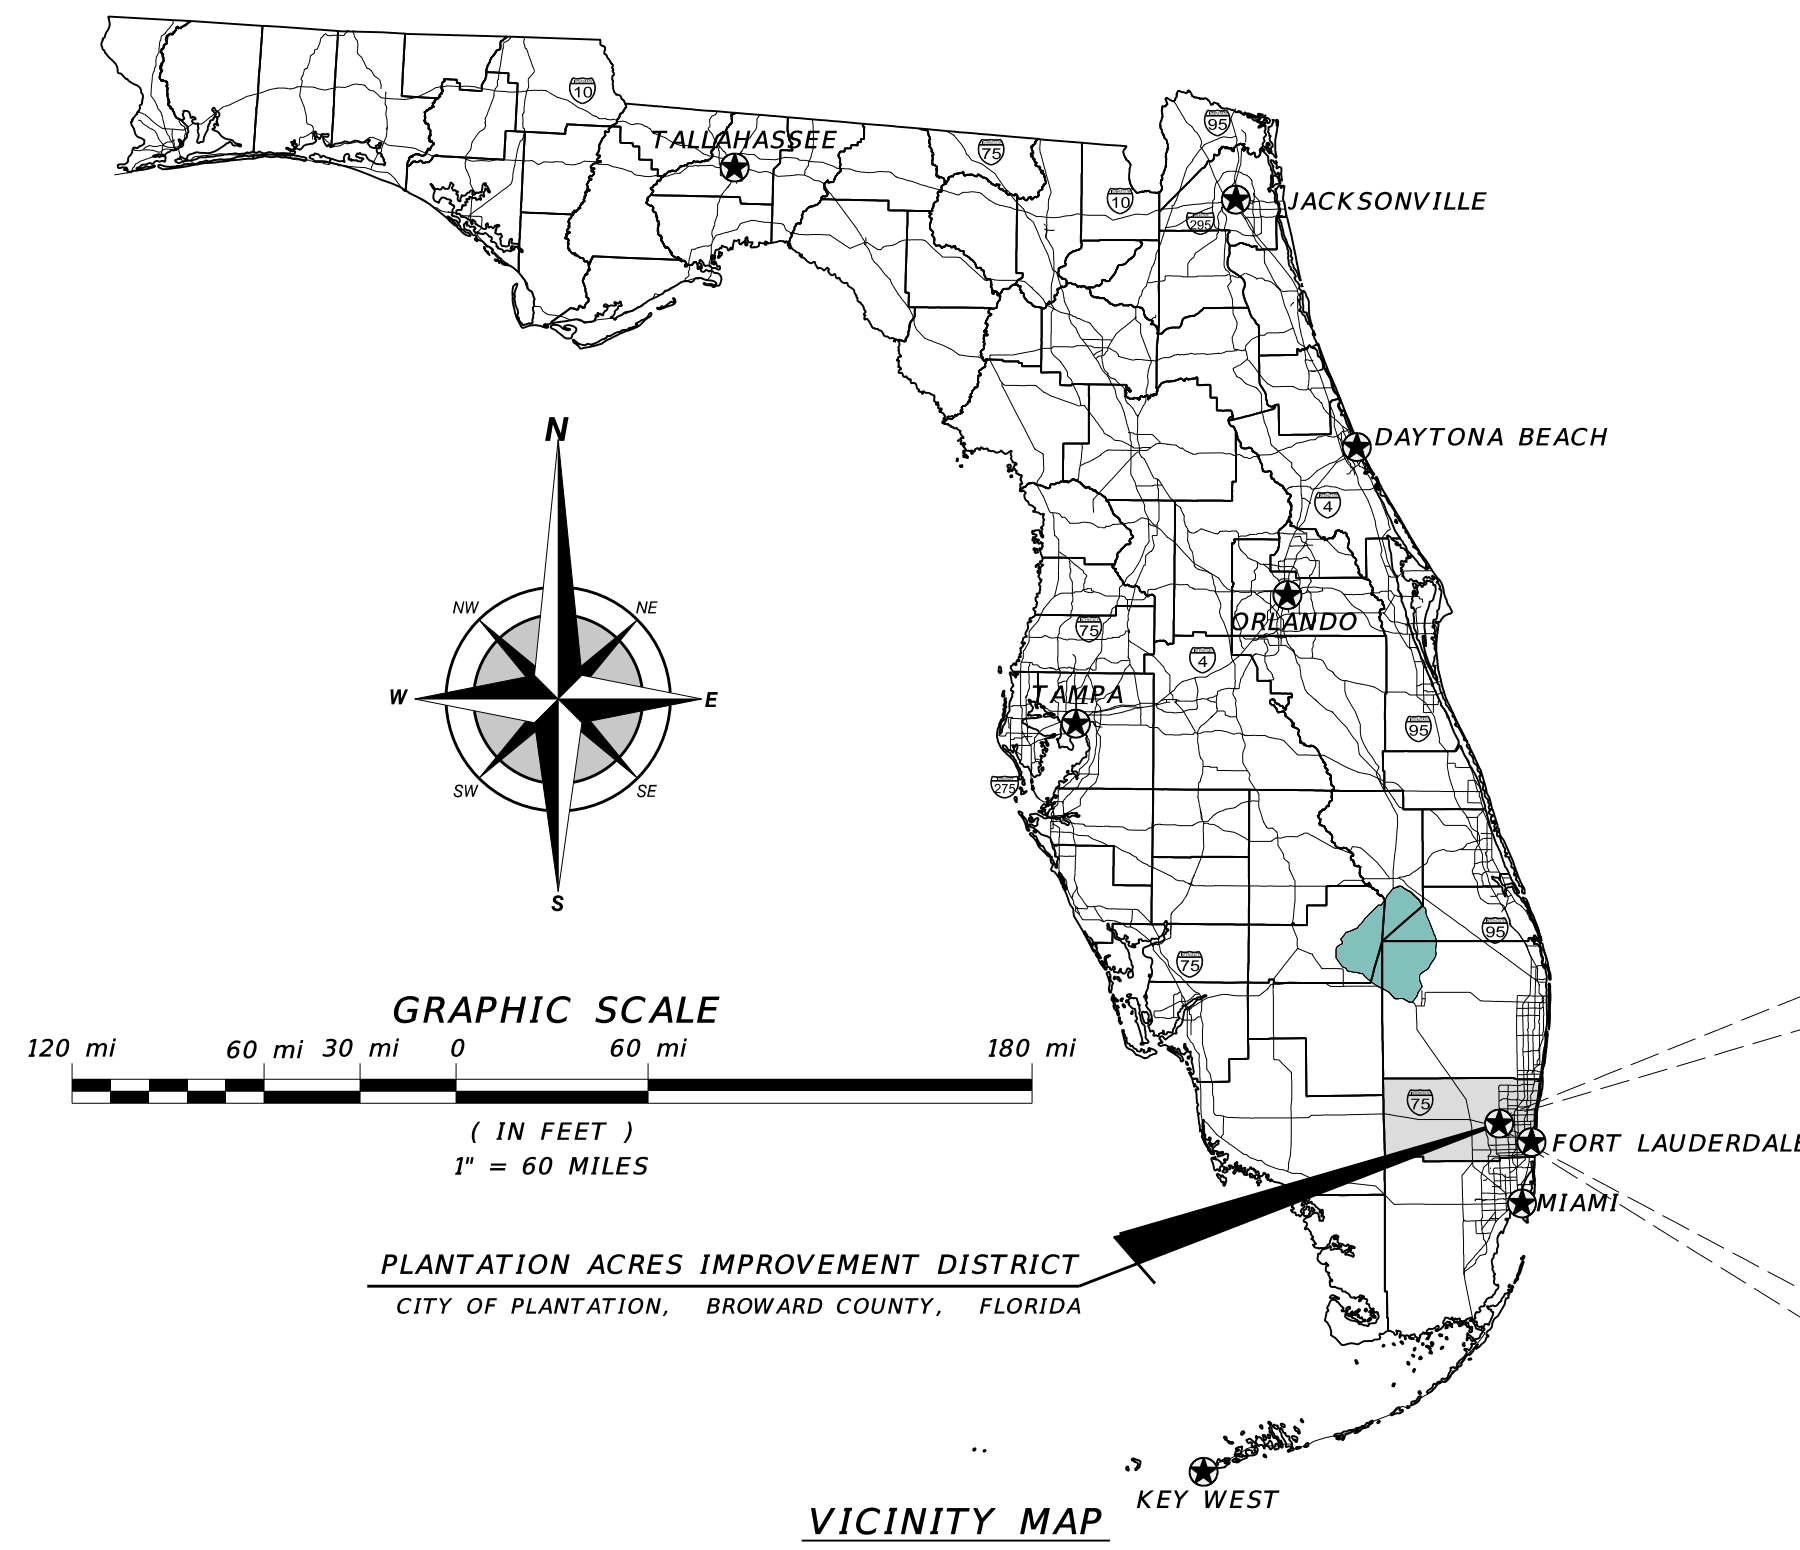 10
TALLAHASSEE
75
95
10
JACKSONVILLE
295
DAYTONA BEACH
4
N
NW
NE
W
E
SW
SE
S
ORLANDO
75
4
TAMPA
95
275
95
75
GRAPHIC SCALE
120 mi 60 mi 30 mi 0 60 mi 180 mi
( IN FEET )
1" = 60 MILES
75
FORT LAUDERDALE
MIAMI
PLANTATION ACRES IMPROVEMENT DISTRICT
CITY OF PLANTATION, BROWARD COUNTY, FLORIDA
KEY WEST
VICINITY MAP